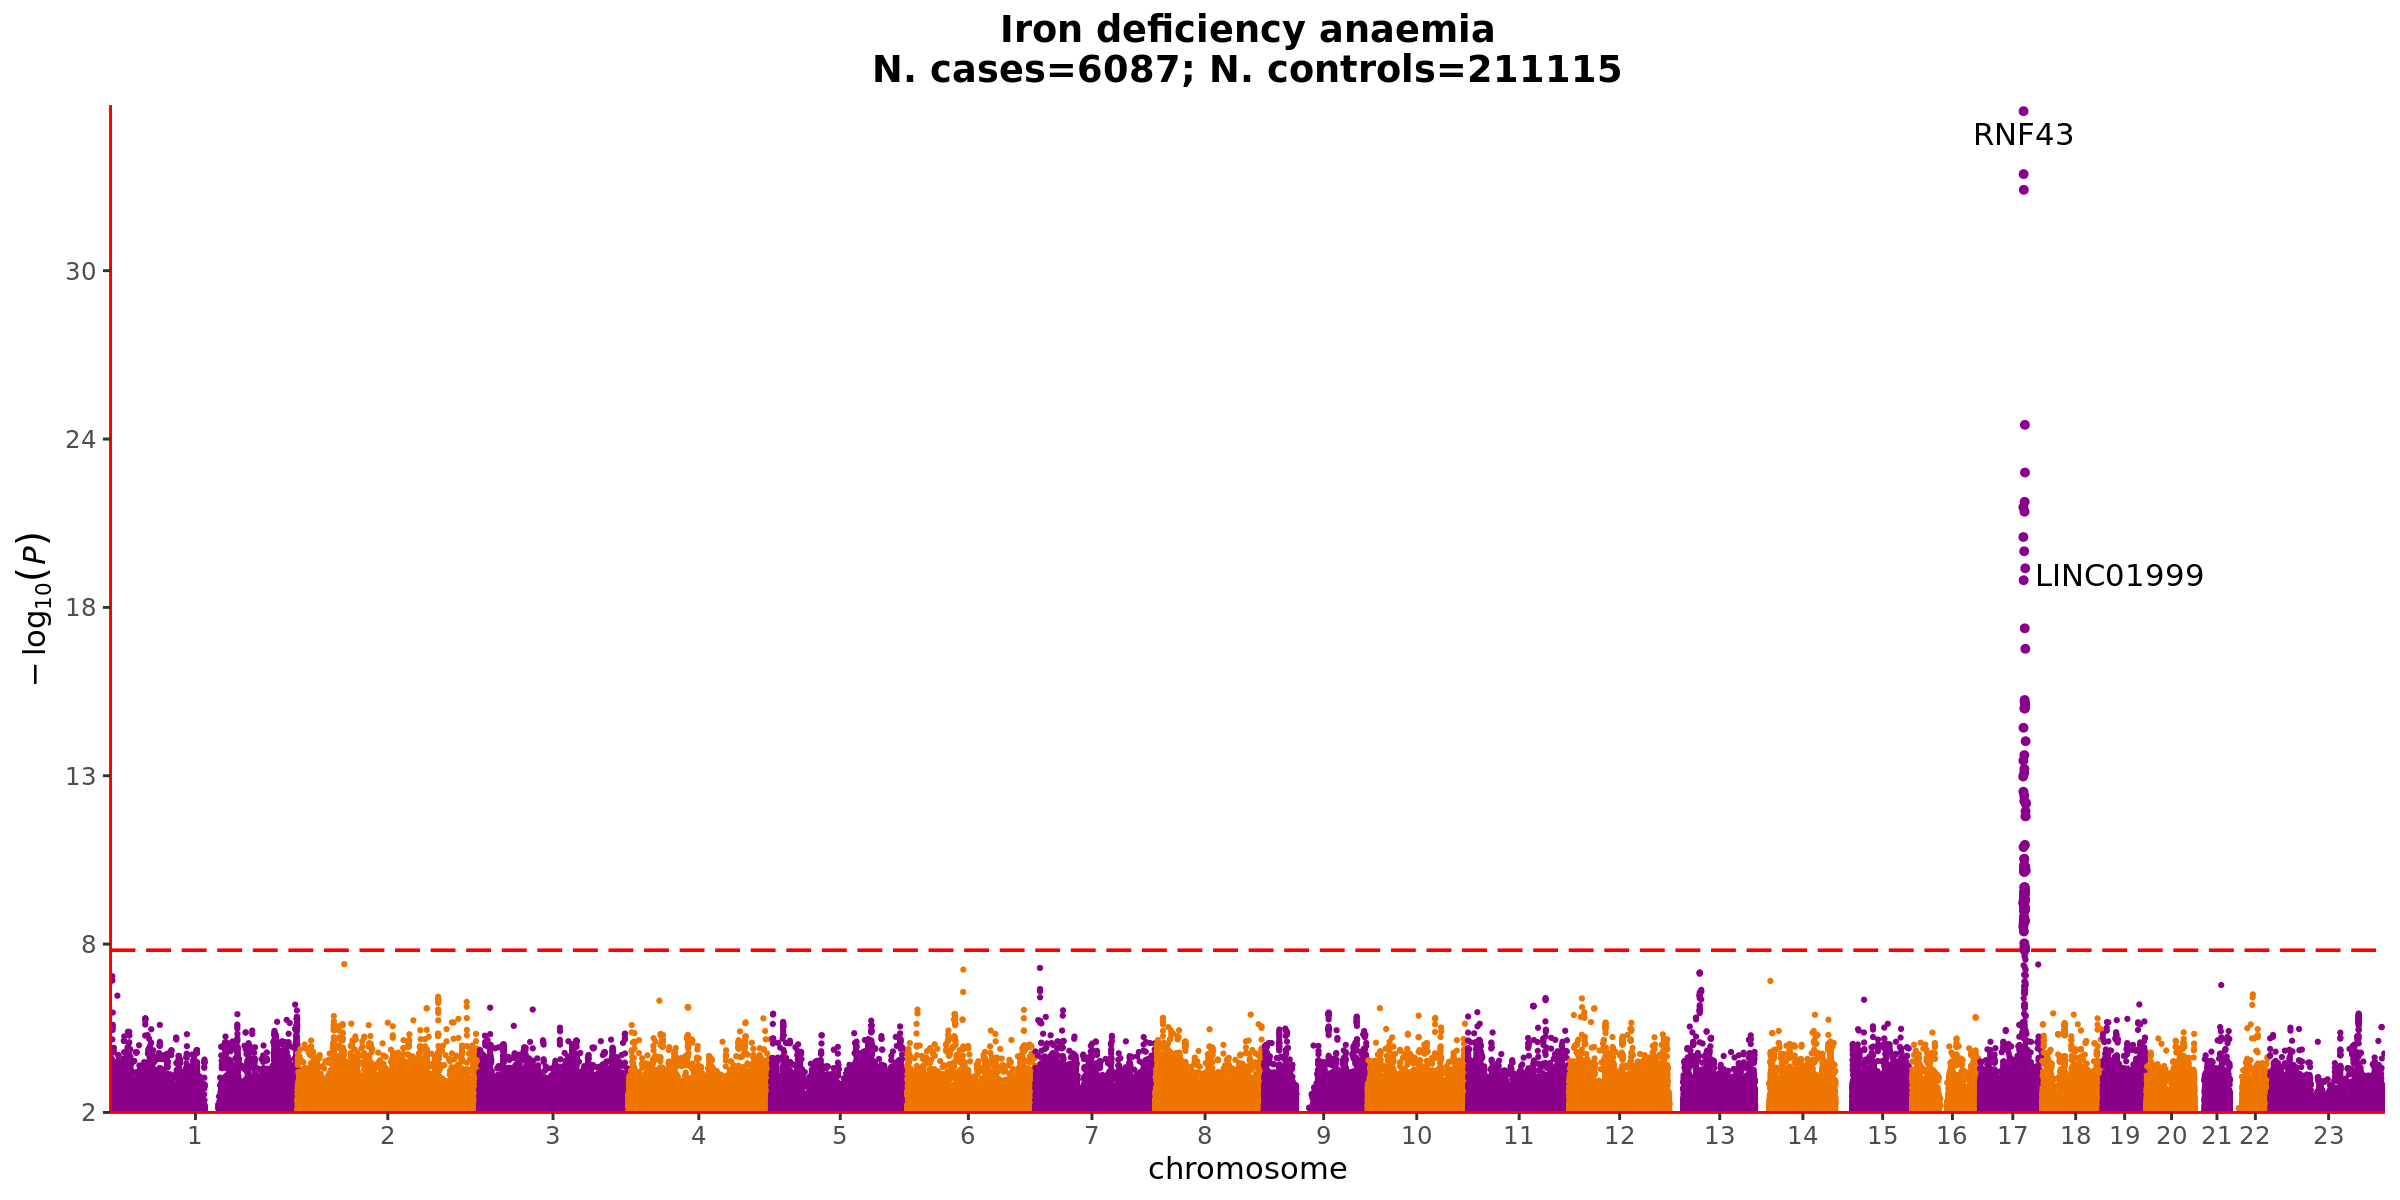 Iron deficiency anaemia
N. cases=6087; N. controls=211115
RNF43
LINC01999
30
24
18
13
8
2
−log10(P)
1 2 3 4 5 6 7 8 9 10 11 12 13 14 15 16 17 18 19 20 21 22 23
chromosome